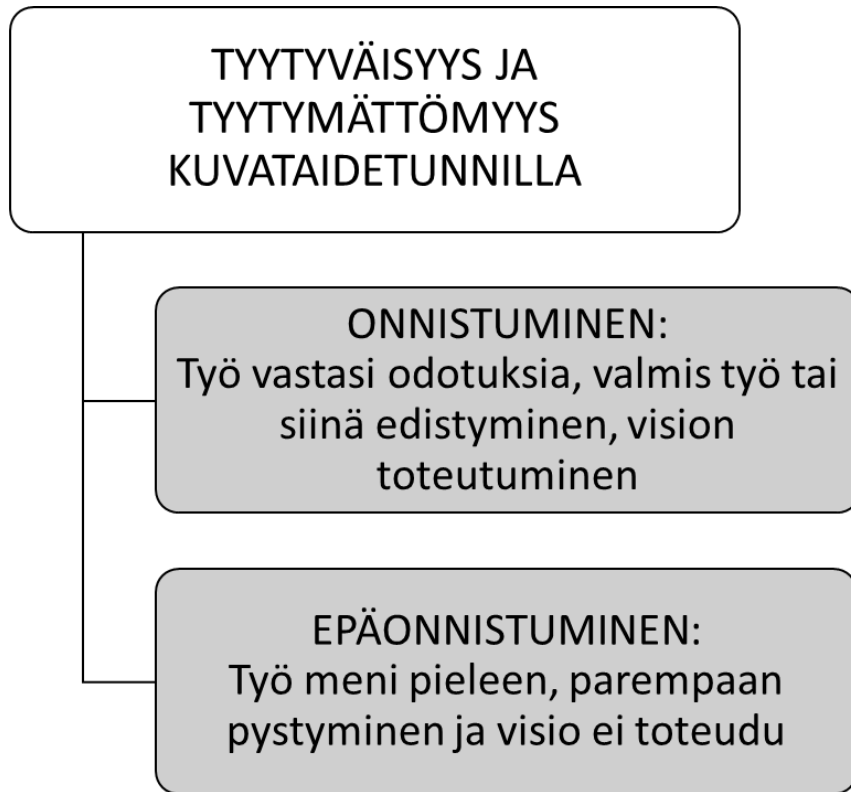 TYYTYVÄISYYS JA
TYYTYMÄTTÖMYYS
KUVATAIDETUNNILLA
ONNISTUMINEN:
Työ vastasi odotuksia, valmis työ tai
siinä edistyminen, vision
toteutuminen
EPÄONNISTUMINEN:
Työ meni pieleen, parempaan
pystyminen ja visio ei toteudu